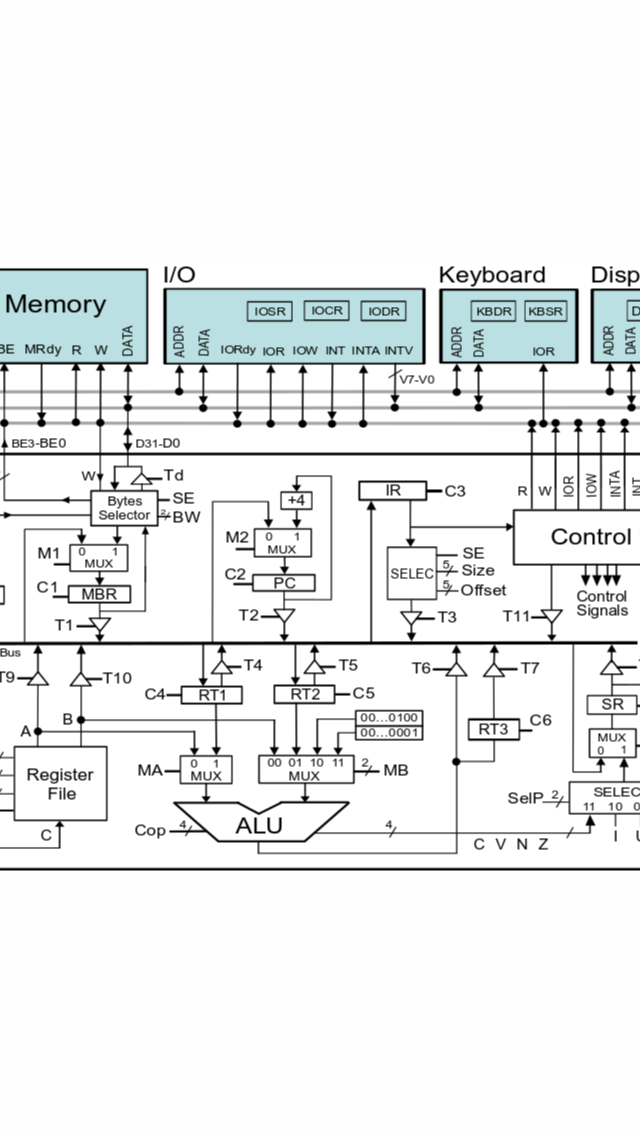 I/O
Keyboard
Disp
Memory
IOSR
IOCR
IODR
KBDR
KBSR
D
BE
MRdy
R
W
DATA
ADDR
DATA
IORdy
IOR
IOW
INT
INTA
INTV
ADDR
DATA
IOR
ADDR
DATA
V7-V0
BE3-BE0
D31-D0
W
Td
Bytes
Selector
SE
2
BW
+4
IR
C3
R
W
IOR
IOW
INTA
INT
M1
0 1
MUX
M2
0 1
MUX
Control
C1
MBR
C2
PC
SELEC
SE
5
Size
5
Offset
Control
Signals
T1
T2
T3
T11
Bus
T9
T10
T4
T5
T6
T7
C4
RT1
RT2
C5
SR
B
00...0100
00...0001
RT3
C6
A
MUX
0 1
Register
File
MA
0 1
MUX
00 01 10 11
MUX
2
MB
SelP
2
SELEC
11 10 0
Cop
4
ALU
4
C V N Z
I
C